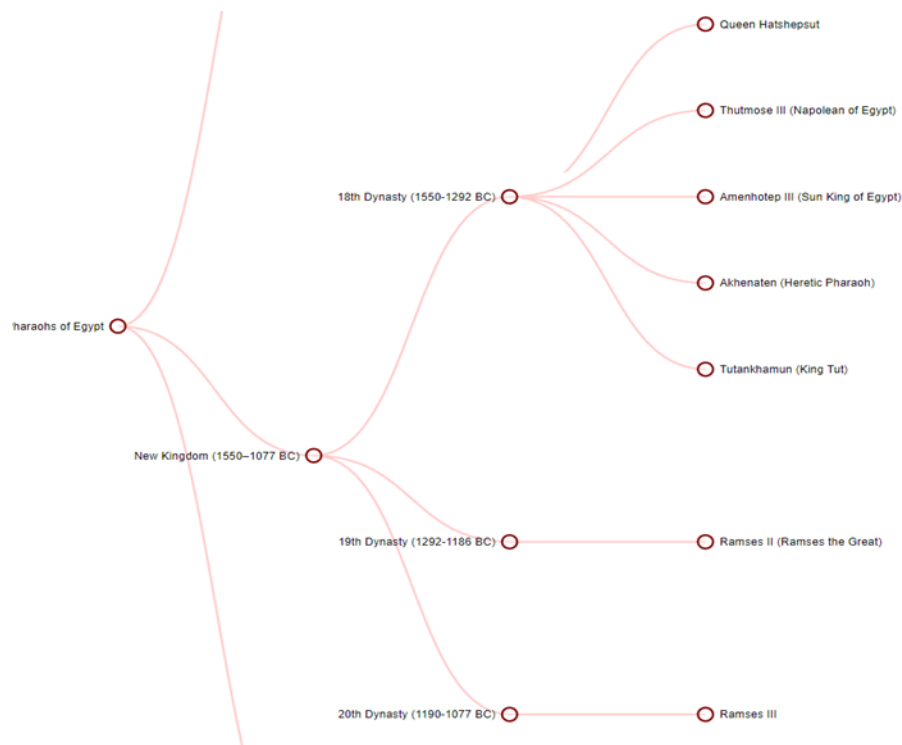 Queen Hatshepsut
Thutmose III (Napolean of Egypt)
18th Dynasty (1550-1292 BC)
Amenhotep III (Sun King of Egypt)
Akhenaten (Heretic Pharaoh)
haraohs of Egypt
Tutankhamun (King Tut)
New Kingdom (1550–1077 BC)
19th Dynasty (1292-1186 BC)
Ramses II (Ramses the Great)
20th Dynasty (1190-1077 BC)
Ramses III